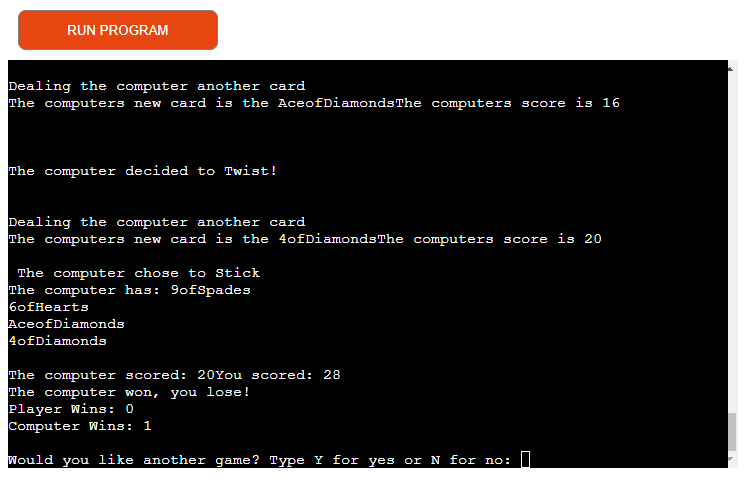 RUN PROGRAM
Dealing the computer another card
The computers new card is the AceofDiamondsThe computers score is 16
The computer decided to Twist!
Dealing the computer another card
The computers new card is the 4ofDiamondsThe computers score is 20
The computer chose to Stick
The computer has: 9ofSpades
6ofHearts
AceofDiamonds
4ofDiamonds
The computer scored: 20You scored: 28
The computer won, you lose!
Player Wins: 0
Computer Wins: 1
Would you like another game? Type Y for yes or N for no: